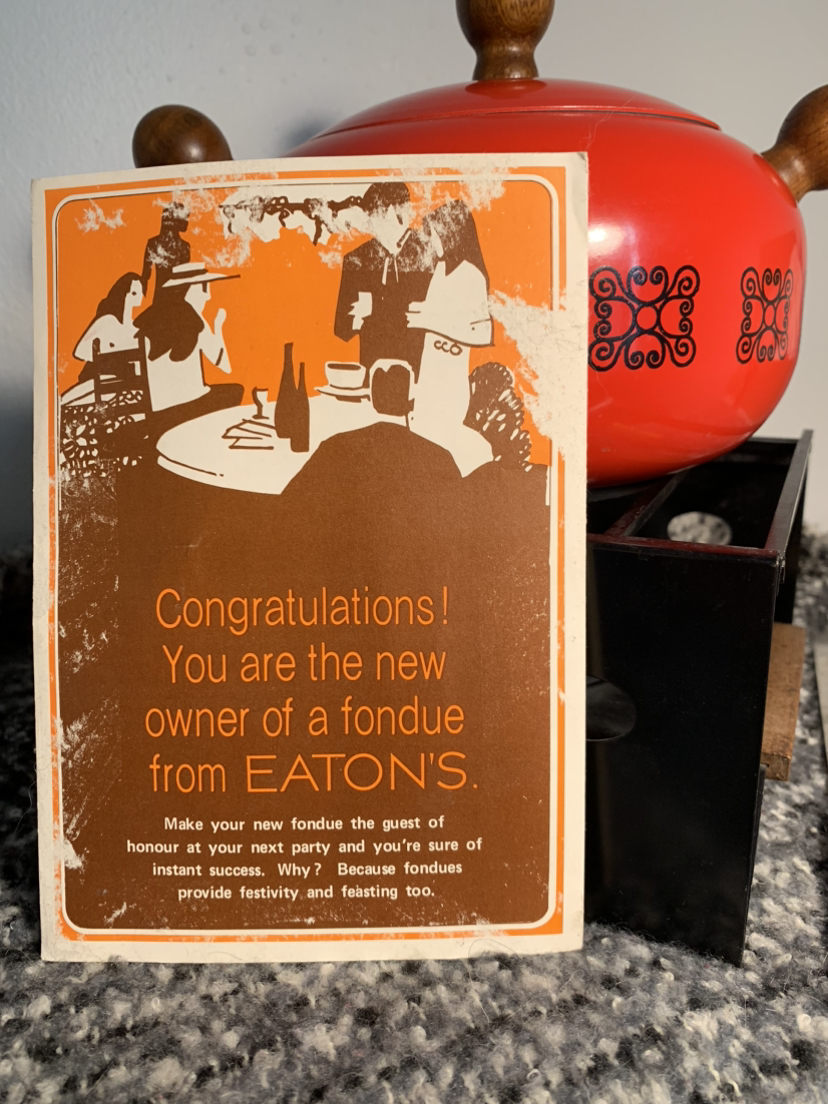 Congratulations!
You are the new
owner of a fondue
from EATON'S.
Make your new fondue the guest of
honour at your next party and you're sure of
instant success. Why? Because fondues
provide festivity and feasting too.